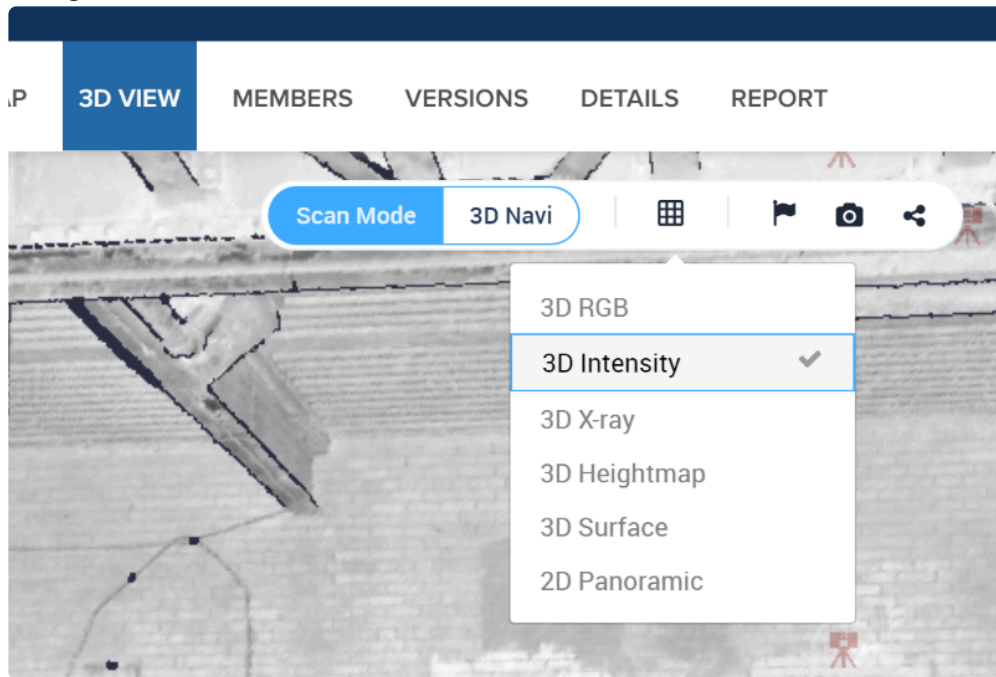 AP 3D VIEW MEMBERS VERSIONS DETAILS REPORT
Scan Mode 3D Navi
3D RGB
3D Intensity
3D X-ray
3D Heightmap
3D Surface
2D Panoramic